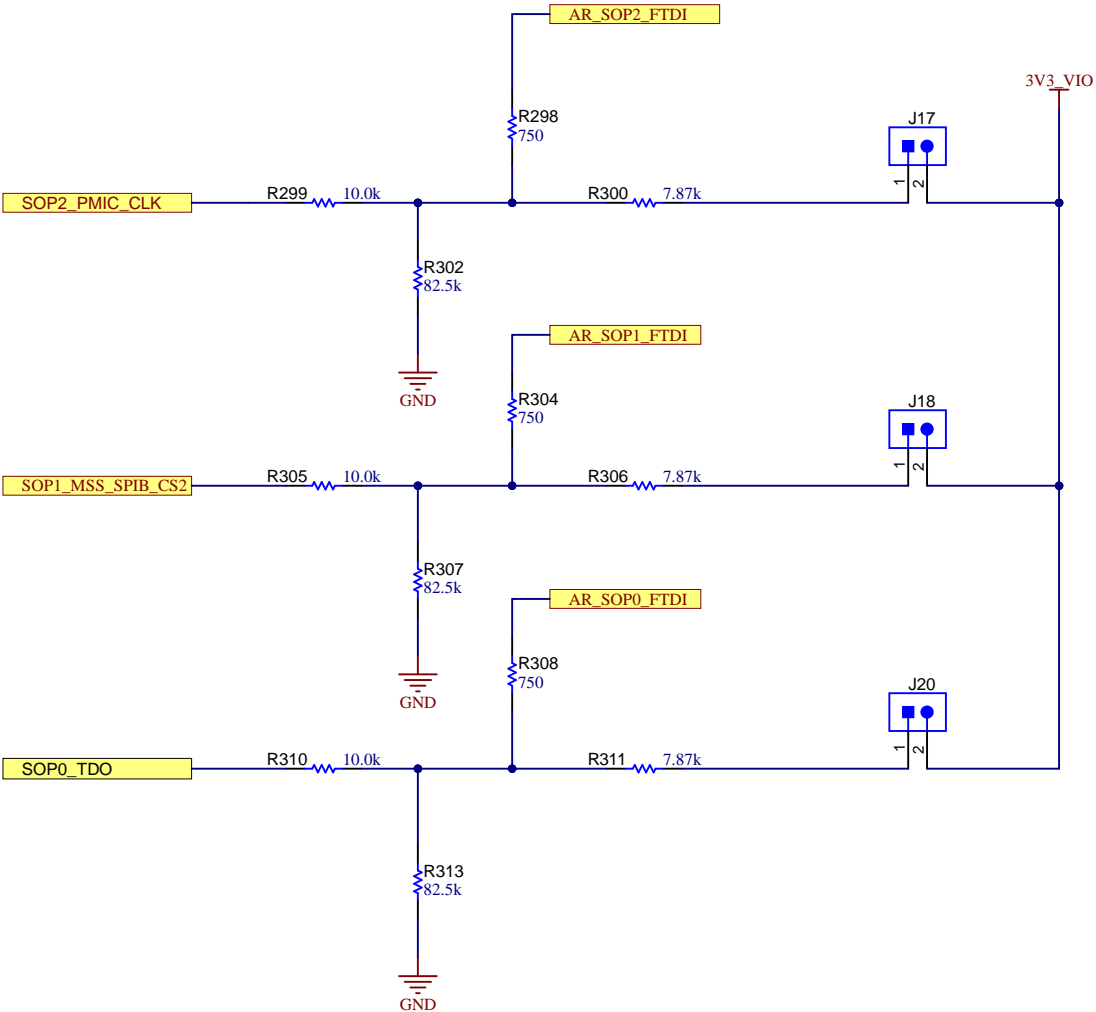 AR_SOP2_FTDI
3V3_VIO
R298
750
J17
1
2
SOP2_PMIC_CLK
R299
10.0k
R300
7.87k
R302
82.5k
GND
AR_SOP1_FTDI
R304
750
J18
1
2
SOP1_MSS_SPIB_CS2
R305
10.0k
R306
7.87k
R307
82.5k
GND
AR_SOP0_FTDI
R308
750
J20
1
2
SOP0_TDO
R310
10.0k
R311
7.87k
R313
82.5k
GND